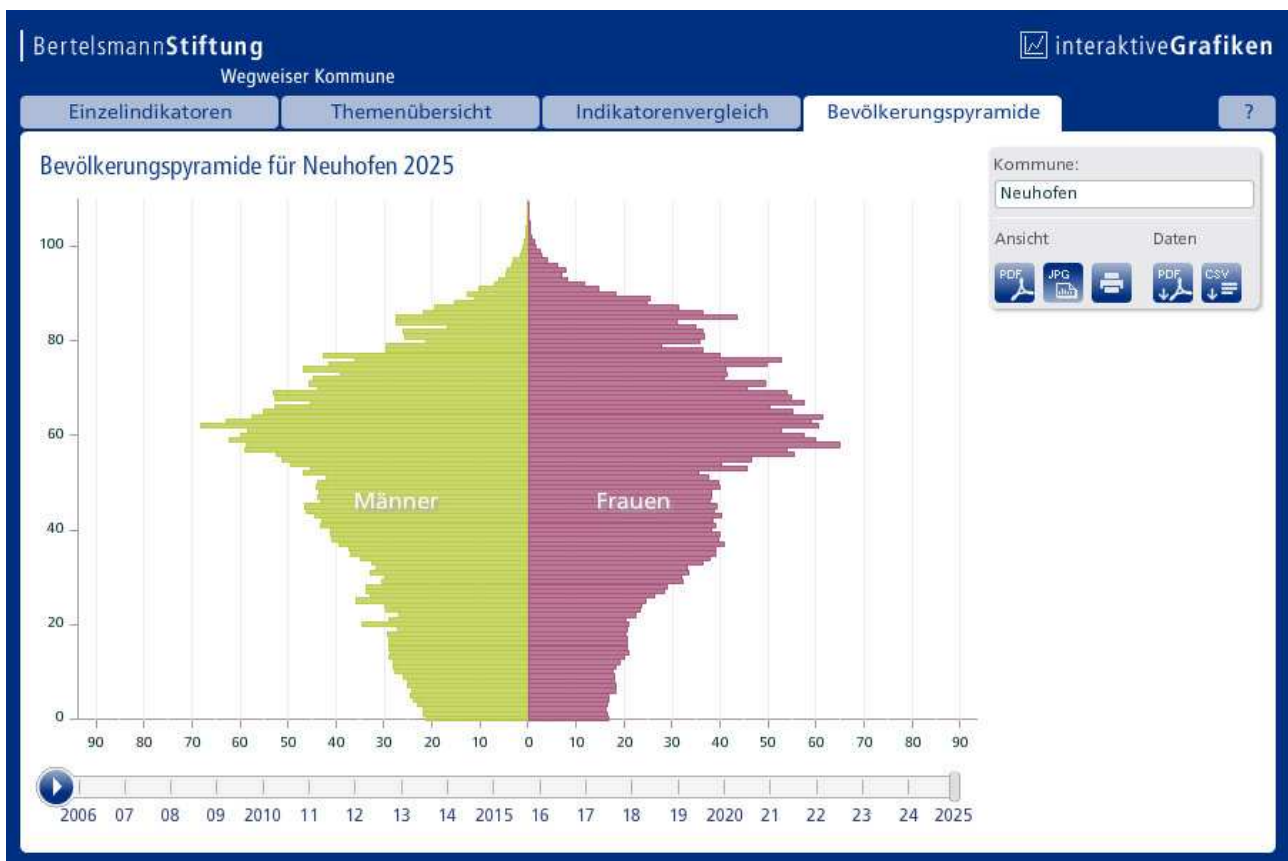 BertelsmannStiftung
Wegweiser Kommune
interaktiveGrafiken
Einzelindikatoren Themenübersicht Indikatorenvergleich Bevölkerungspyramide ?
Bevölkerungspyramide für Neuhofen 2025
Kommune:
Neuhofen
Ansicht Daten
PDF JPG PDF CSV
100
80
60
40
20
0
Männer Frauen
90 80 70 60 50 40 30 20 10 0 10 20 30 40 50 60 70 80 90
2006 07 08 09 2010 11 12 13 14 2015 16 17 18 19 2020 21 22 23 24 2025